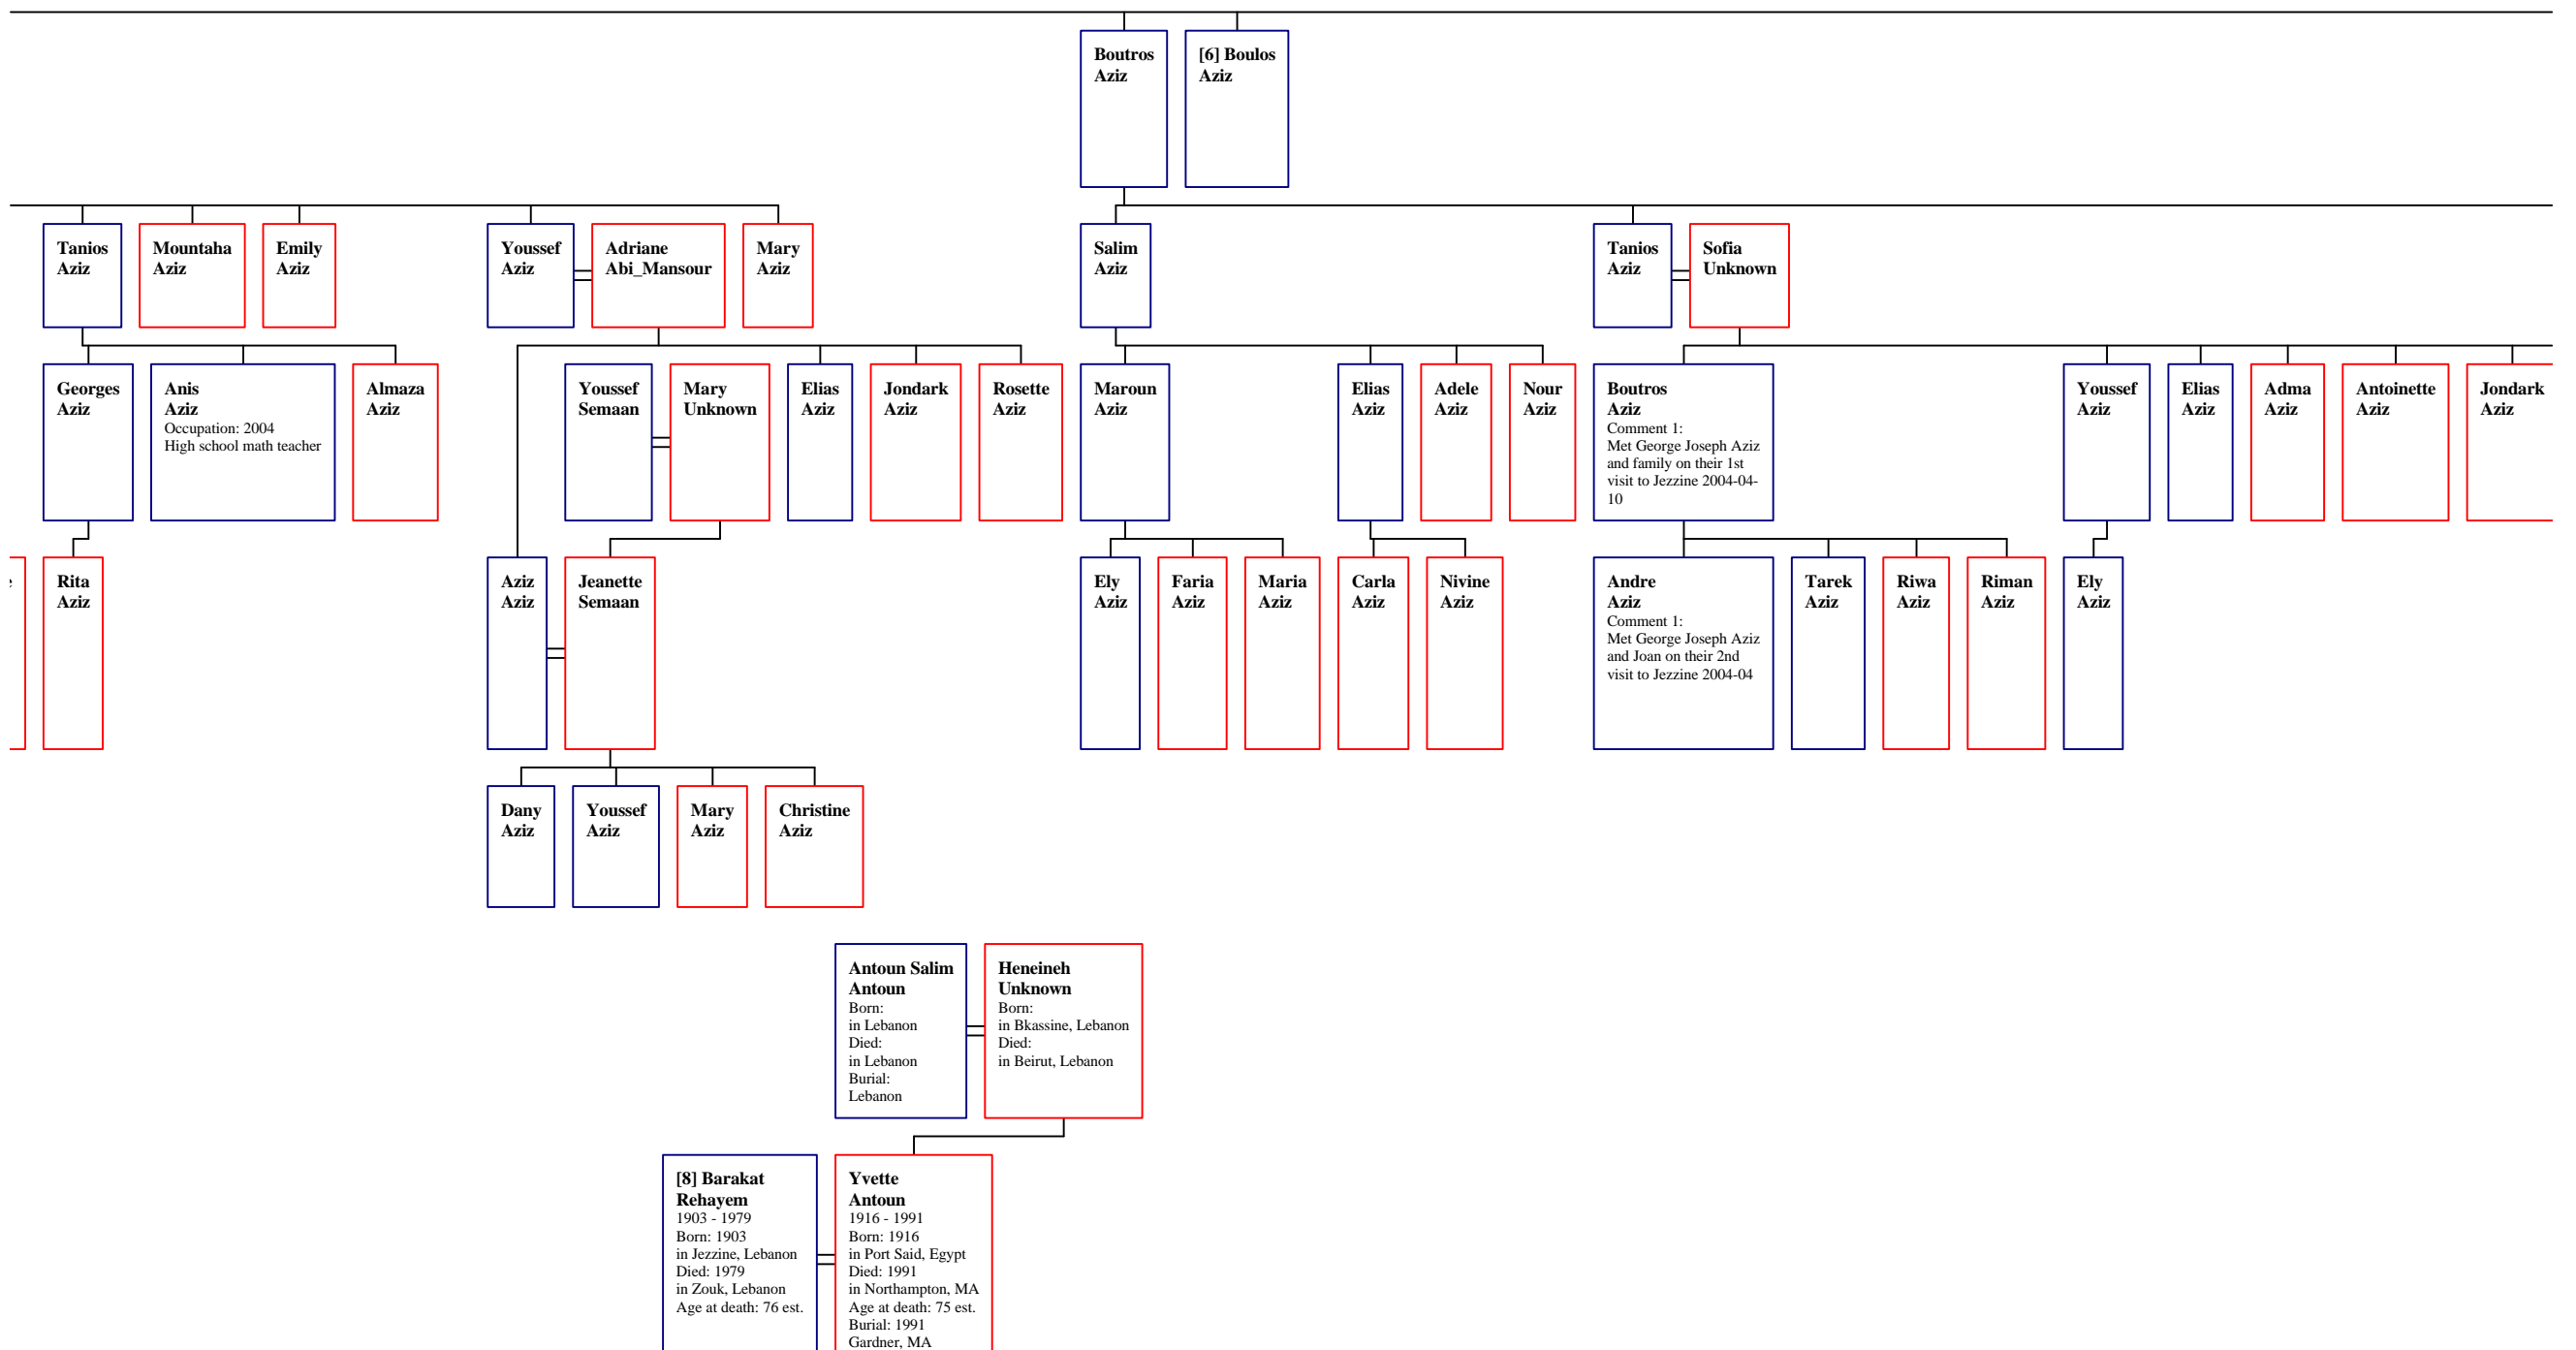 Boutros
Aziz
[6] Boulos
Aziz
Tanios
Aziz
Mountaha
Aziz
Emily
Aziz
Youssef
Aziz
Adriane
Abi_Mansour
Mary
Aziz
Salim
Aziz
Tanios
Aziz
Sofia
Unknown
Georges
Aziz
Anis
Aziz
Occupation: 2004
High school math teacher
Almaza
Aziz
Youssef
Semaan
Mary
Unknown
Elias
Aziz
Jondark
Aziz
Rosette
Aziz
Maroun
Aziz
Elias
Aziz
Adele
Aziz
Nour
Aziz
Boutros
Aziz
Comment 1:
Met George Joseph Aziz
and family on their 1st
visit to Jezzine 2004-04-
10
Youssef
Aziz
Elias
Aziz
Adma
Aziz
Antoinette
Aziz
Jondark
Aziz
Rita
Aziz
Aziz
Aziz
Jeanette
Semaan
Ely
Aziz
Faria
Aziz
Maria
Aziz
Carla
Aziz
Nivine
Aziz
Andre
Aziz
Comment 1:
Met George Joseph Aziz
and Joan on their 2nd
visit to Jezzine 2004-04
Tarek
Aziz
Riwa
Aziz
Riman
Aziz
Ely
Aziz
Dany
Aziz
Youssef
Aziz
Mary
Aziz
Christine
Aziz
Antoun Salim
Antoun
Born:
in Lebanon
Died:
in Lebanon
Burial:
Lebanon
Heneineh
Unknown
Born:
in Bkassine, Lebanon
Died:
in Beirut, Lebanon
[8] Barakat
Rehayem
1903 - 1979
Born: 1903
in Jezzine, Lebanon
Died: 1979
in Zouk, Lebanon
Age at death: 76 est.
Yvette
Antoun
1916 - 1991
Born: 1916
in Port Said, Egypt
Died: 1991
in Northampton, MA
Age at death: 75 est.
Burial: 1991
Gardner, MA